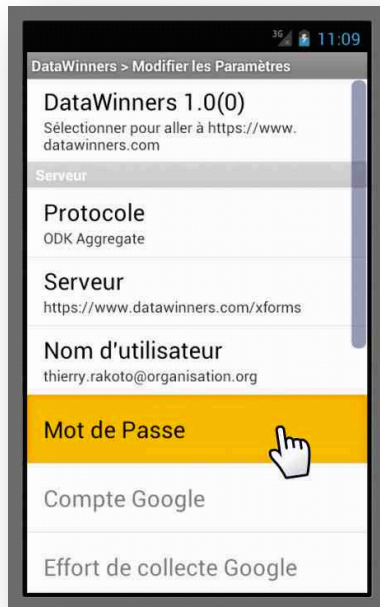 3G 11:09
DataWinners > Modifier les Paramètres
DataWinners 1.0(0)
Sélectionner pour aller à https://www.
datawinners.com
Serveur
Protocole
ODK Aggregate
Serveur
https://www.datawinners.com/xforms
Nom d'utilisateur
thierry.rakoto@organisation.org
Mot de Passe
Compte Google
Effort de collecte Google